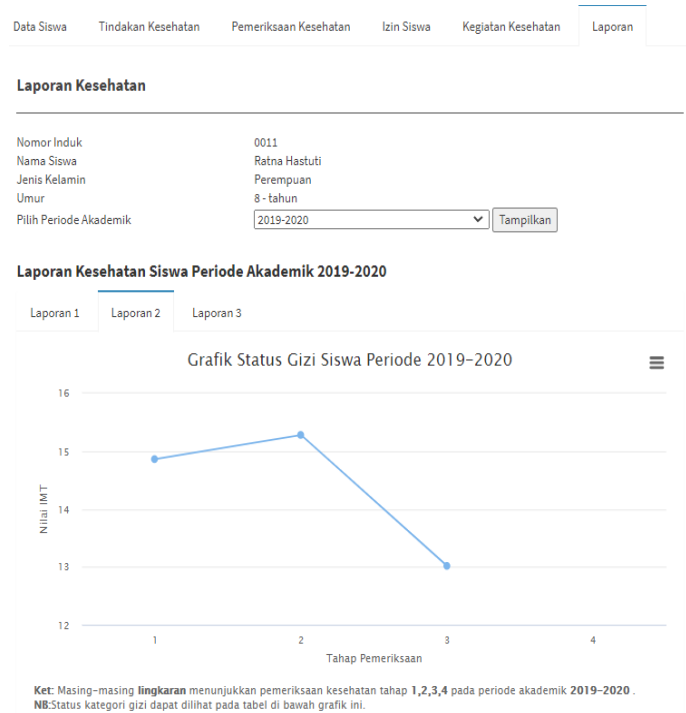 Data Siswa Tindakan Kesehatan Pemeriksaan Kesehatan Izin Siswa Kegiatan Kesehatan Laporan
Laporan Kesehatan
Nomor Induk 0011
Nama Siswa Ratna Hastuti
Jenis Kelamin Perempuan
Umur 8 - tahun
Pilih Periode Akademik 2019-2020 Tampilkan
Laporan Kesehatan Siswa Periode Akademik 2019-2020
Laporan 1 Laporan 2 Laporan 3
Grafik Status Gizi Siswa Periode 2019-2020
16
15
14
13
12
Nilai IMT
1 2 3 4
Tahap Pemeriksaan
Ket: Masing-masing lingkaran menunjukkan pemeriksaan kesehatan tahap 1,2,3,4 pada periode akademik 2019-2020 .
NB:Status kategori gizi dapat dilihat pada tabel di bawah grafik ini.